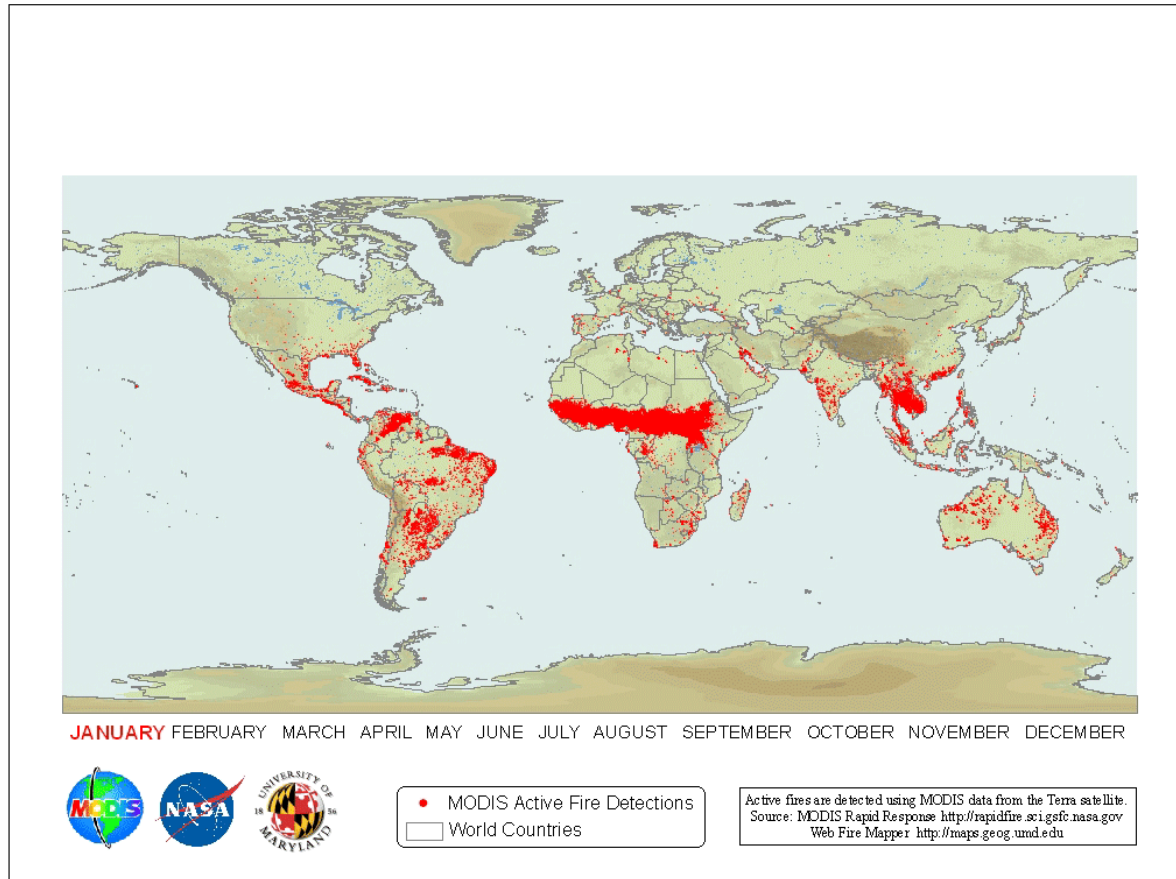 JANUARY FEBRUARY MARCH APRIL MAY JUNE JULY AUGUST SEPTEMBER OCTOBER NOVEMBER DECEMBER
MODIS
NASA
UNIVERSITY OF
18 56
MARYLAND
MODIS Active Fire Detections
World Countries
Active fires are detected using MODIS data from the Terra satellite.
Source: MODIS Rapid Response http://rapidfire.sci.gsfc.nasa.gov
Web Fire Mapper http://maps.geog.umd.edu